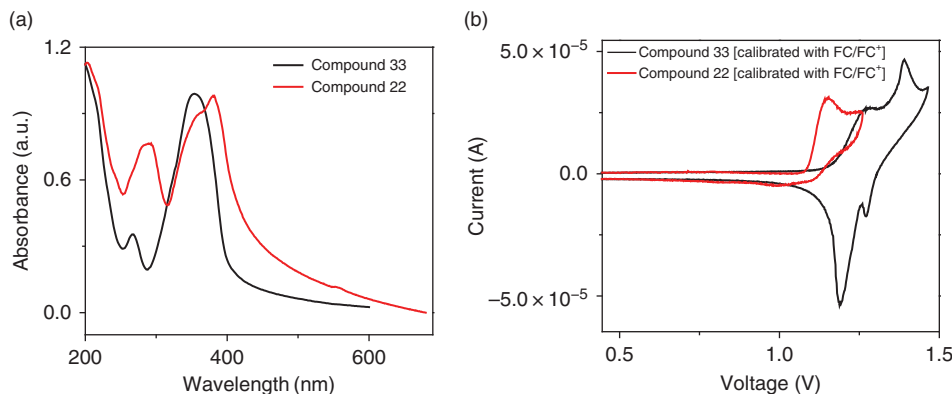 (a)
1.2
0.6
0.0
Absorbance (a.u.)
Compound 33
Compound 22
200
400
600
Wavelength (nm)
(b)
5.0 × 10⁻⁵
0.0
−5.0 × 10⁻⁵
Current (A)
Compound 33 [calibrated with FC/FC⁺]
Compound 22 [calibrated with FC/FC⁺]
0.5
1.0
1.5
Voltage (V)